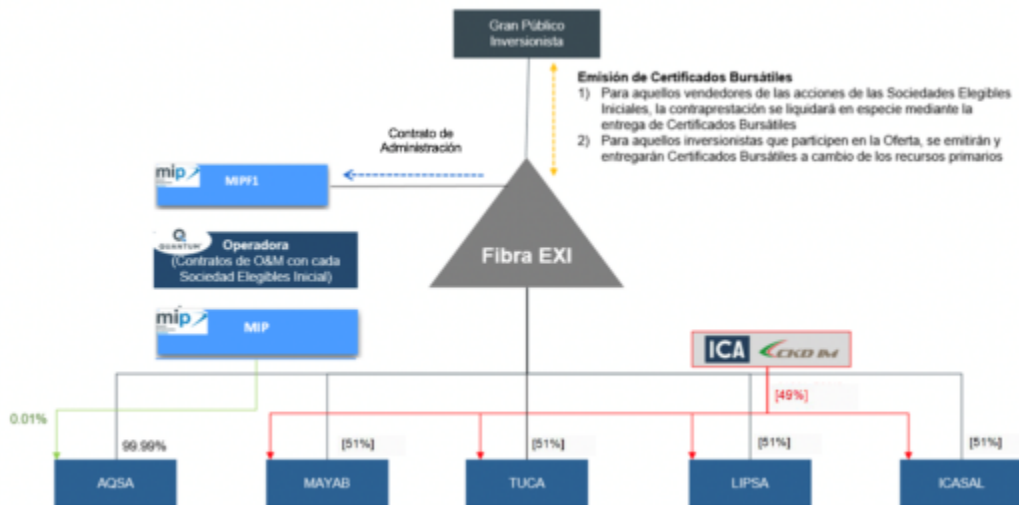 Gran Público
Inversionista
Emisión de Certificados Bursátiles
1) Para aquellos vendedores de las acciones de las Sociedades Elegibles
Iniciales, la contraprestación se liquidará en especie mediante la
entrega de Certificados Bursátiles
2) Para aquellos inversionistas que participen en la Oferta, se emitirán y
entregarán Certificados Bursátiles a cambio de los recursos primarios
Contrato de
Administración
mip
MIPF1
Fibra EXI
QUANTUM
Operadora
(Contratos de O&M con cada
Sociedad Elegibles Inicial)
mip
MIP
ICA CKD IM
[49%]
0.01%
99.99%
[51%]
[51%]
[51%]
[51%]
AQSA
MAYAB
TUCA
LIPSA
ICASAL